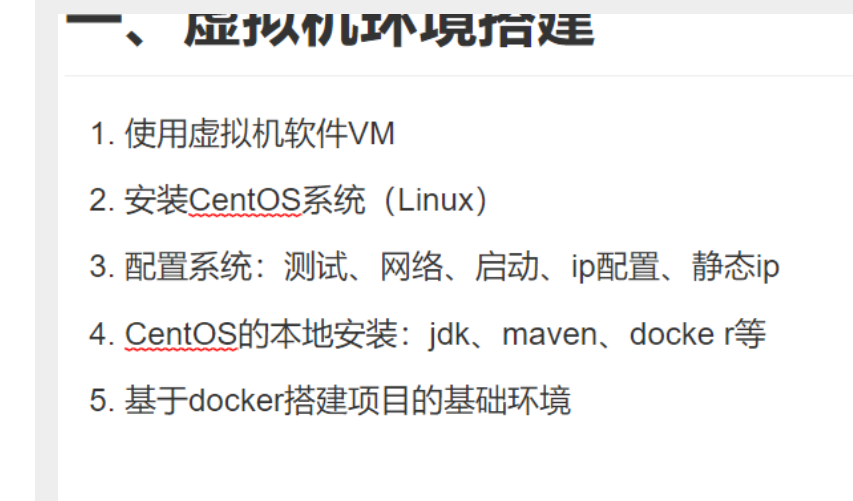 一、虚拟机环境搭建
1. 使用虚拟机软件VM
2. 安装CentOS系统（Linux）
3. 配置系统：测试、网络、启动、ip配置、静态ip
4. CentOS的本地安装：jdk、maven、docke r等
5. 基于docker搭建项目的基础环境